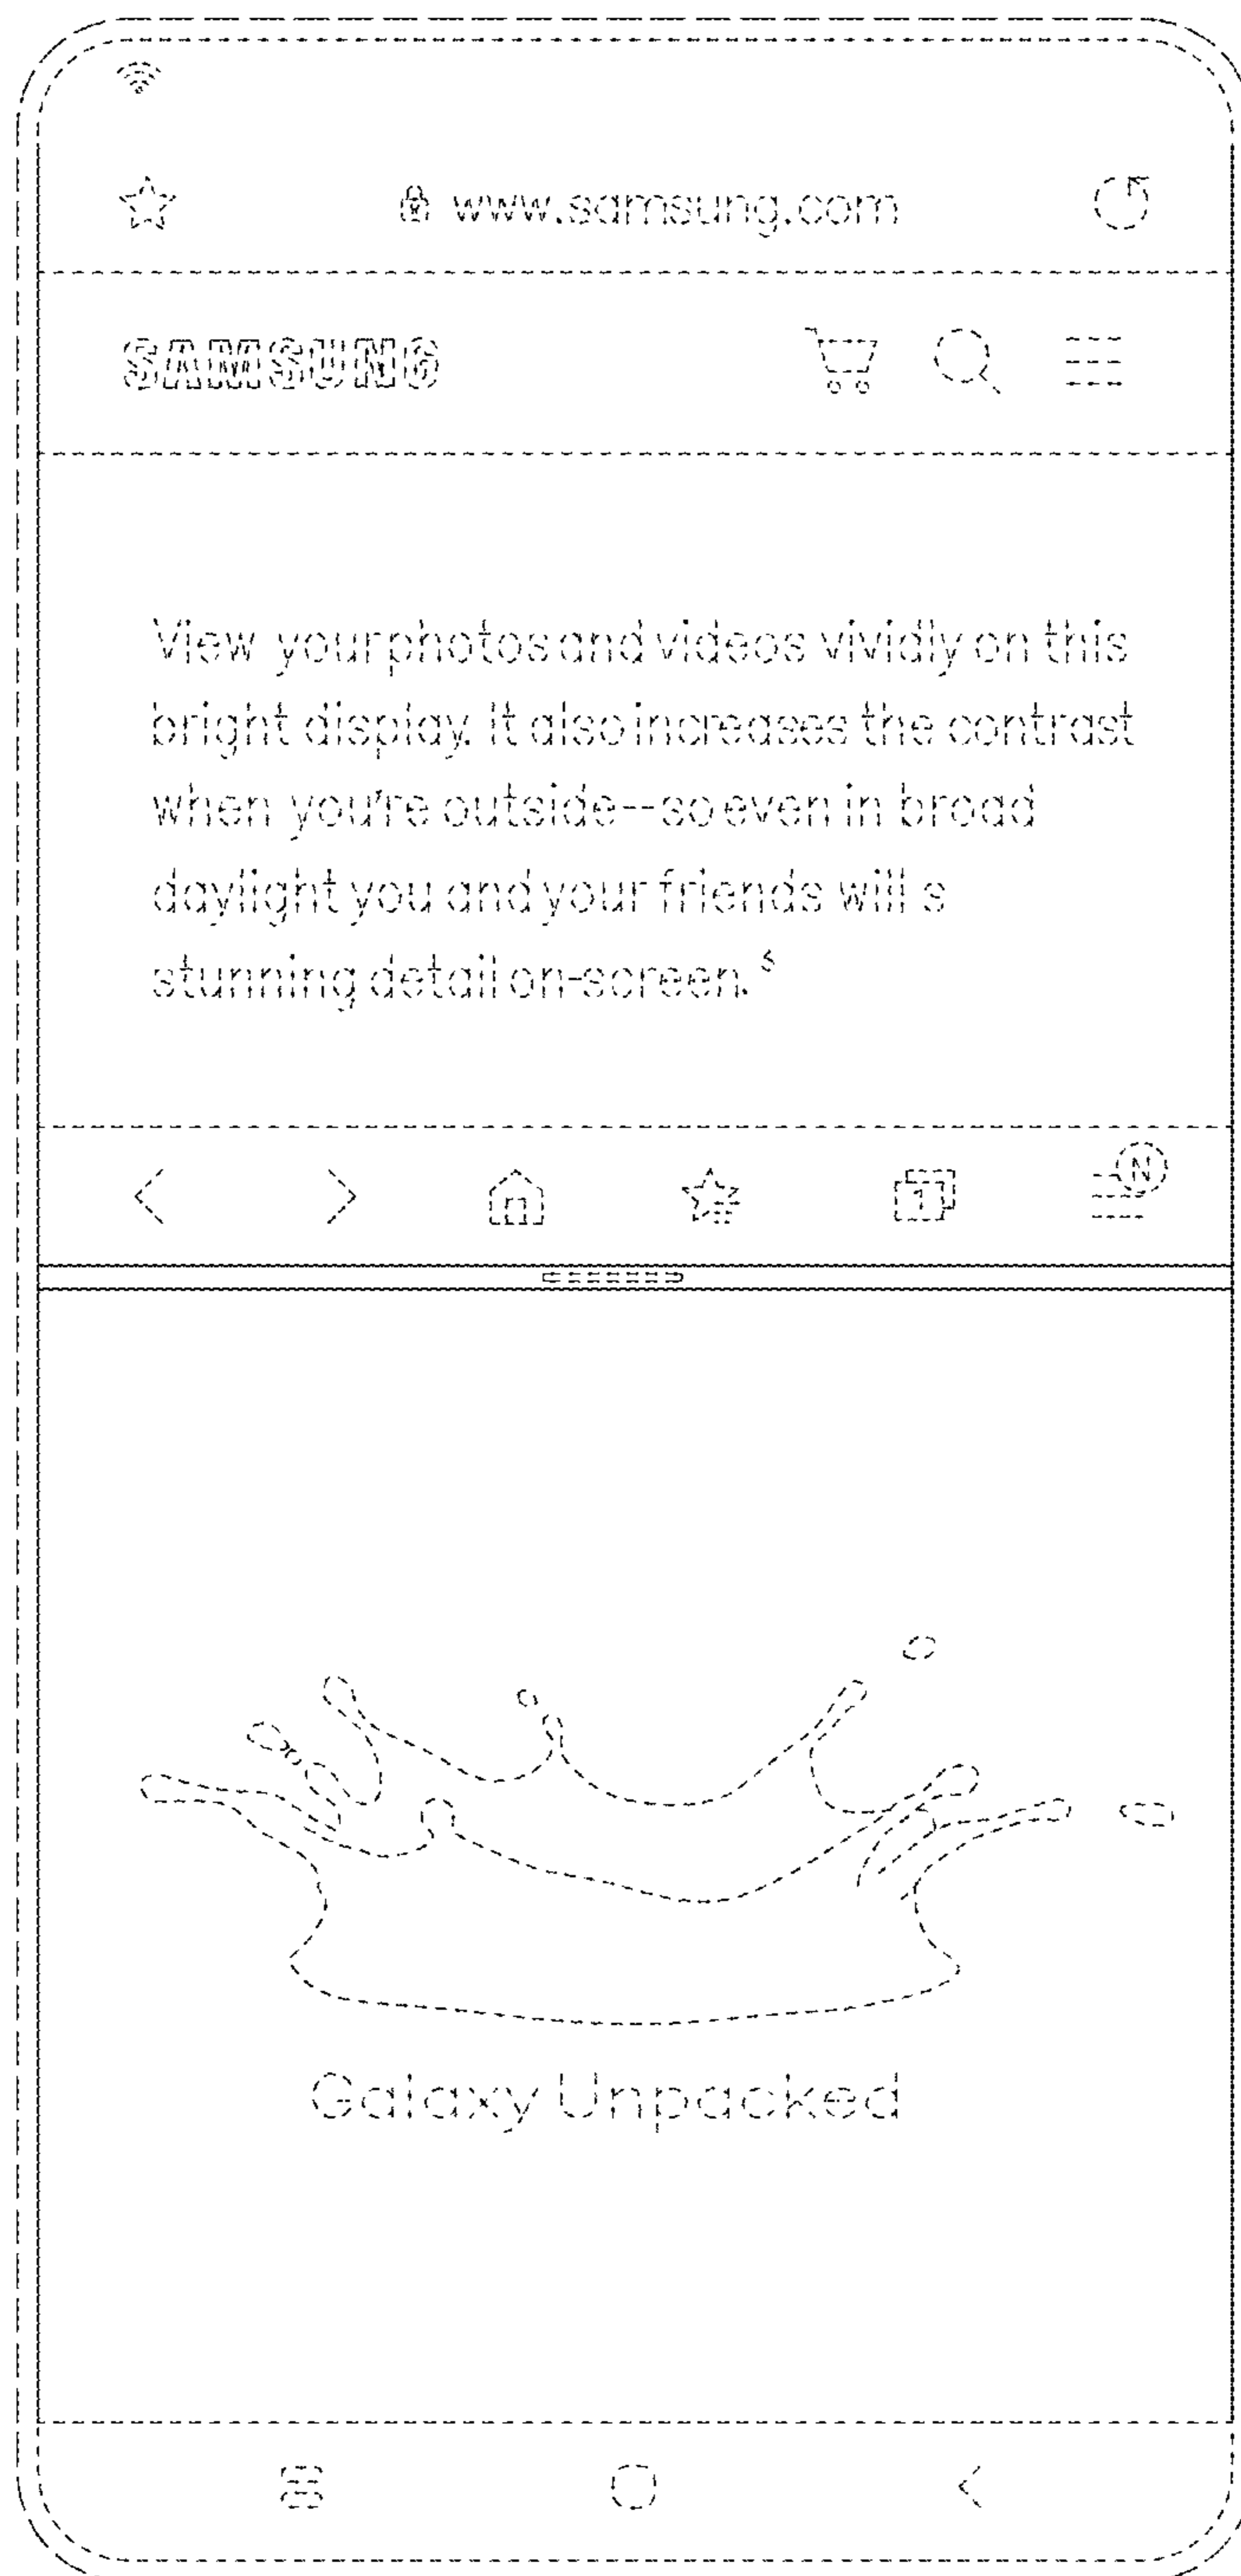 www.samsung.com
SAMSUNG
View your photos and videos vividly on this
bright display. It also increases the contrast
when you're outside--so even in broad
daylight you and your friends will s
stunning detail on-screen. 5
1
N
Galaxy Unpacked